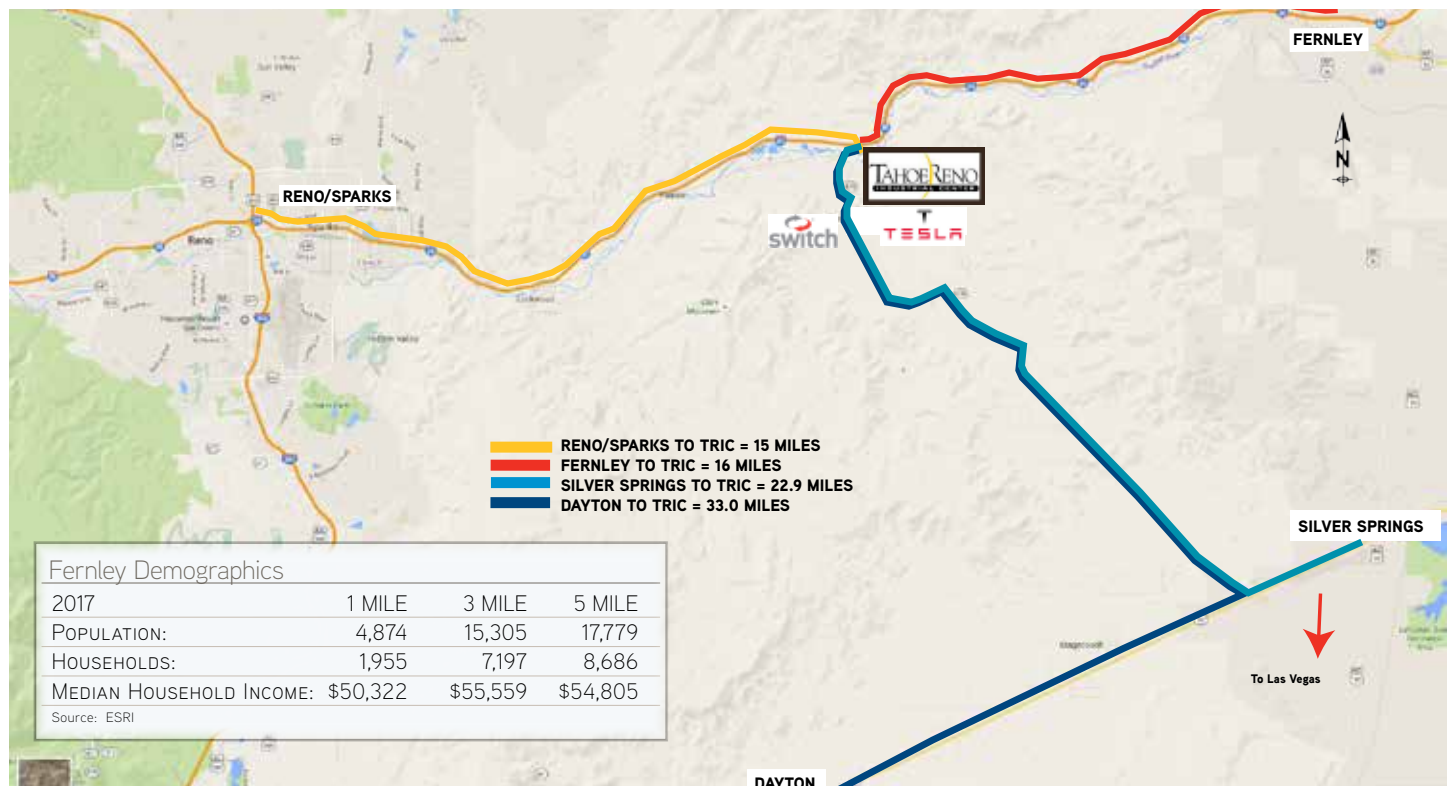 FERNLEY
N
RENO/SPARKS
TAHOE RENO
INDUSTRIAL CENTER
switch
TESLA
Reno
RENO/SPARKS TO TRIC = 15 MILES
FERNLEY TO TRIC = 16 MILES
SILVER SPRINGS TO TRIC = 22.9 MILES
DAYTON TO TRIC = 33.0 MILES
SILVER SPRINGS
To Las Vegas
DAYTON
Fernley Demographics
2017 1 MILE 3 MILE 5 MILE
POPULATION: 4,874 15,305 17,779
HOUSEHOLDS: 1,955 7,197 8,686
MEDIAN HOUSEHOLD INCOME: $50,322 $55,559 $54,805
Source: ESRI